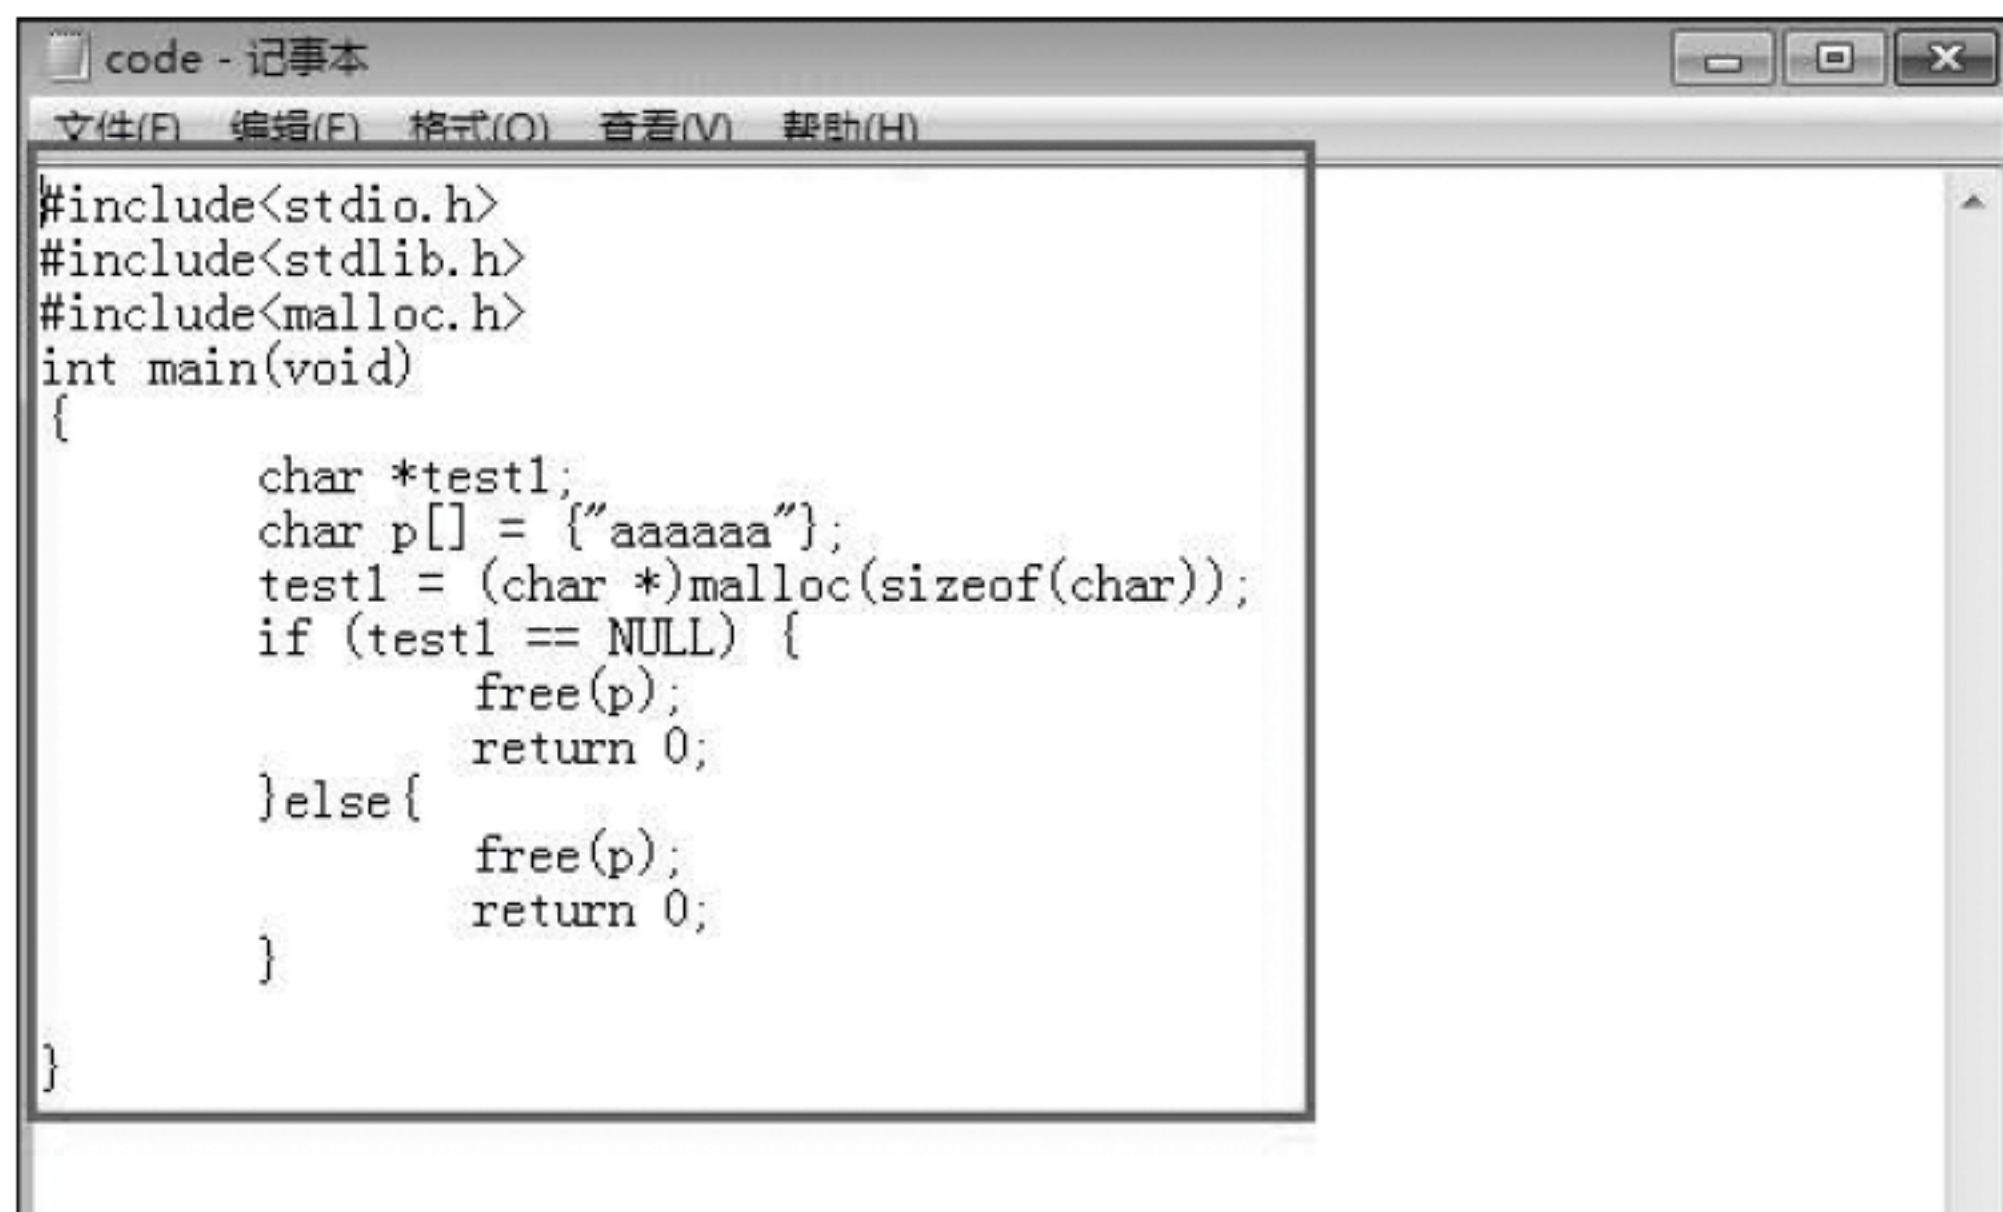 code - 记事本
文件(F) 编辑(E) 格式(O) 查看(V) 帮助(H)
#include<stdio.h>
#include<stdlib.h>
#include<malloc.h>
int main(void)
{
        char *test1;
        char p[] = {"aaaaaa"};
        test1 = (char *)malloc(sizeof(char));
        if (test1 == NULL) {
                free(p);
                return 0;
        }else{
                free(p);
                return 0;
        }
}